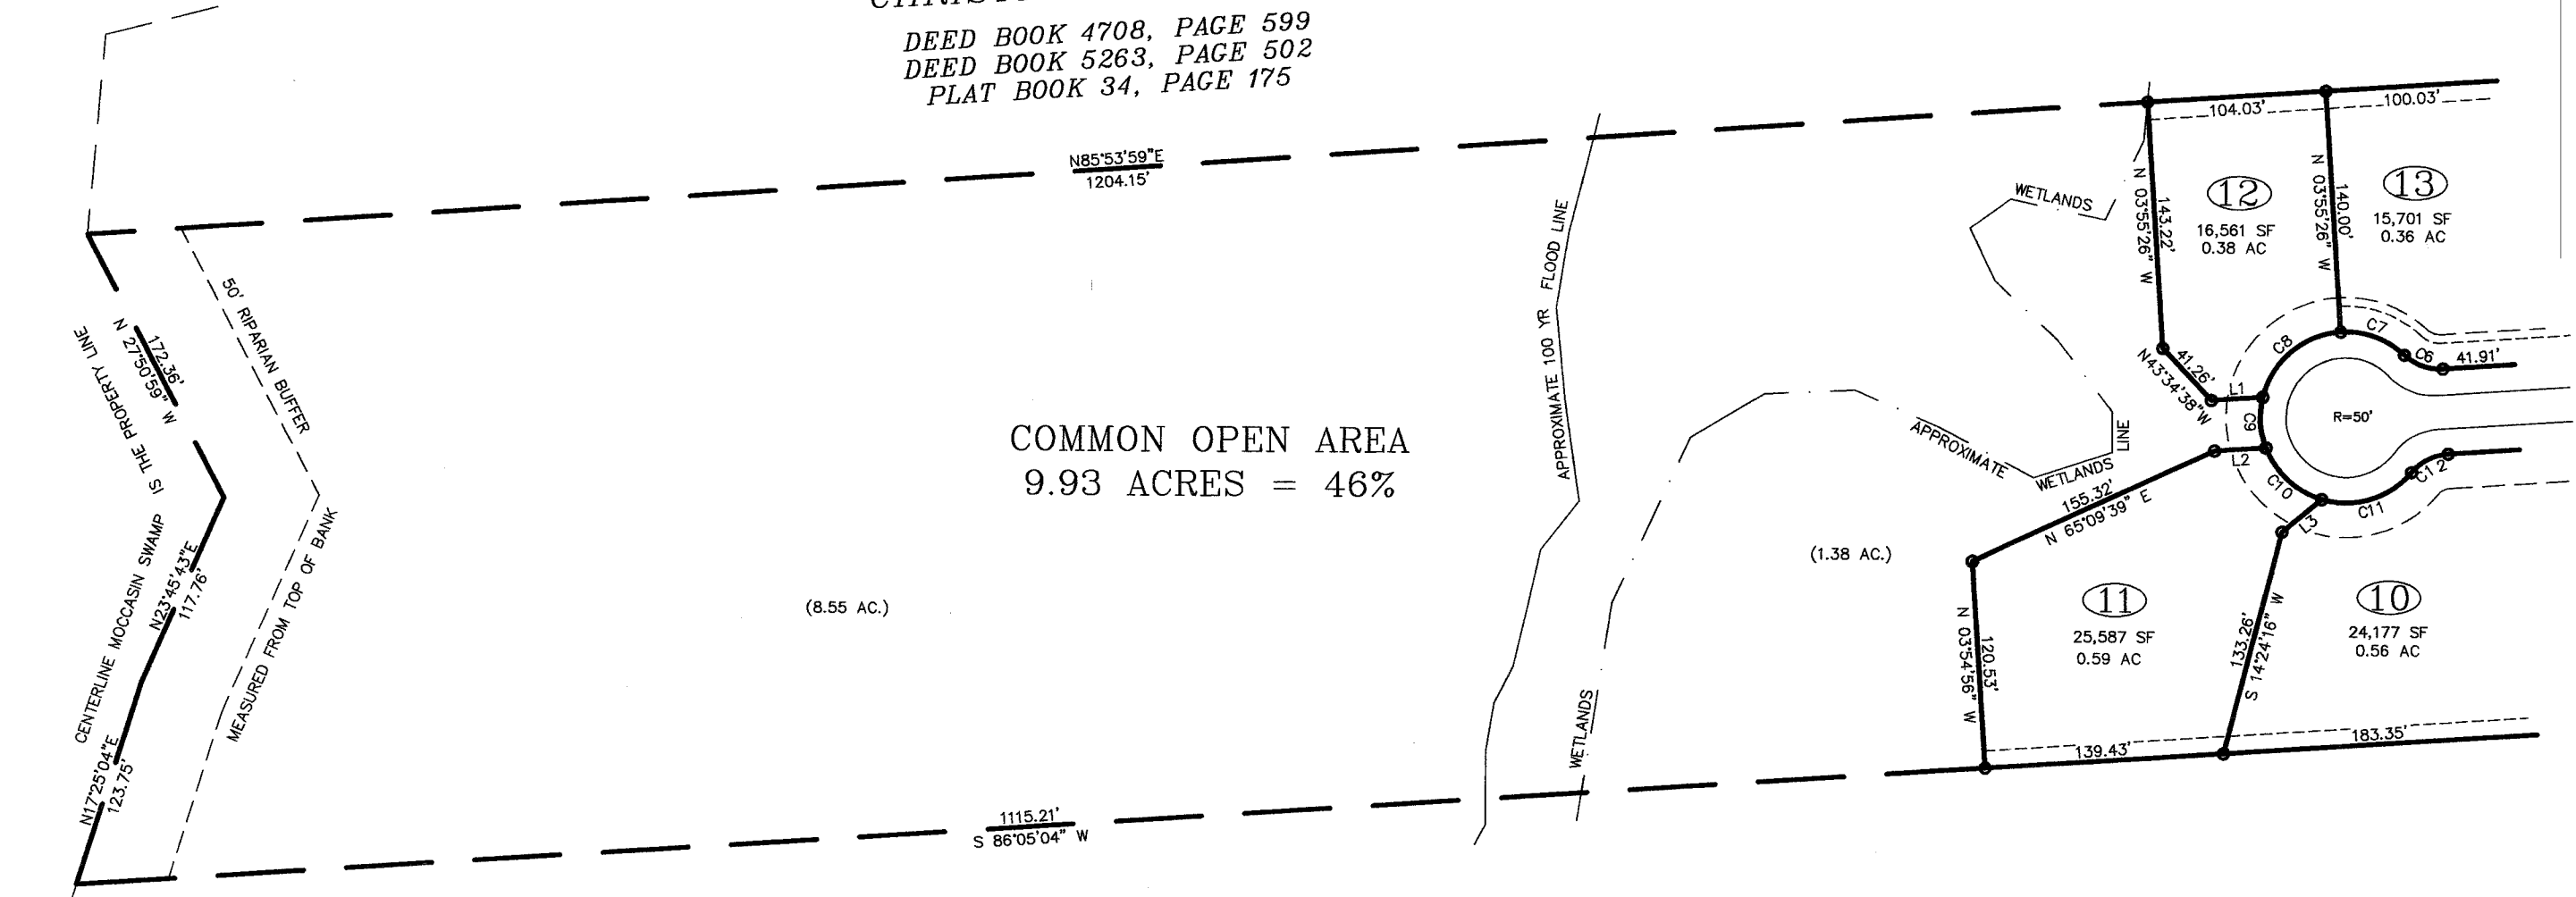 DEED BOOK 4708, PAGE 599
DEED BOOK 5263, PAGE 502
PLAT BOOK 34, PAGE 175
N85°53'59"E
1204.15'
104.03'
100.03'
WETLANDS
N 03°55'26" W
143.22'
12
16,561 SF
0.38 AC
N 03°55'26" W
140.00'
13
15,701 SF
0.36 AC
50' RIPARIAN BUFFER
MEASURED FROM TOP OF BANK
172.36'
N 27°50'59" W
CENTERLINE MOCCASIN SWAMP
IS THE PROPERTY LINE
APPROXIMATE 100 YR FLOOD LINE
COMMON OPEN AREA
9.93 ACRES = 46%
41.26'
N43°34'38"W
L1
C8
C7
C6
41.91'
C9
R=50'
L2
C10
L3
C11
C12
APPROXIMATE
WETLANDS
LINE
155.32'
N 65°09'39" E
(1.38 AC.)
(8.55 AC.)
N23°45'43"E
117.76'
11
25,587 SF
0.59 AC
10
24,177 SF
0.56 AC
133.26'
S 14°24'16" W
120.53'
N 03°54'56" W
WETLANDS
139.43'
183.35'
N17°25'04"E
123.75'
1115.21'
S 86°05'04" W